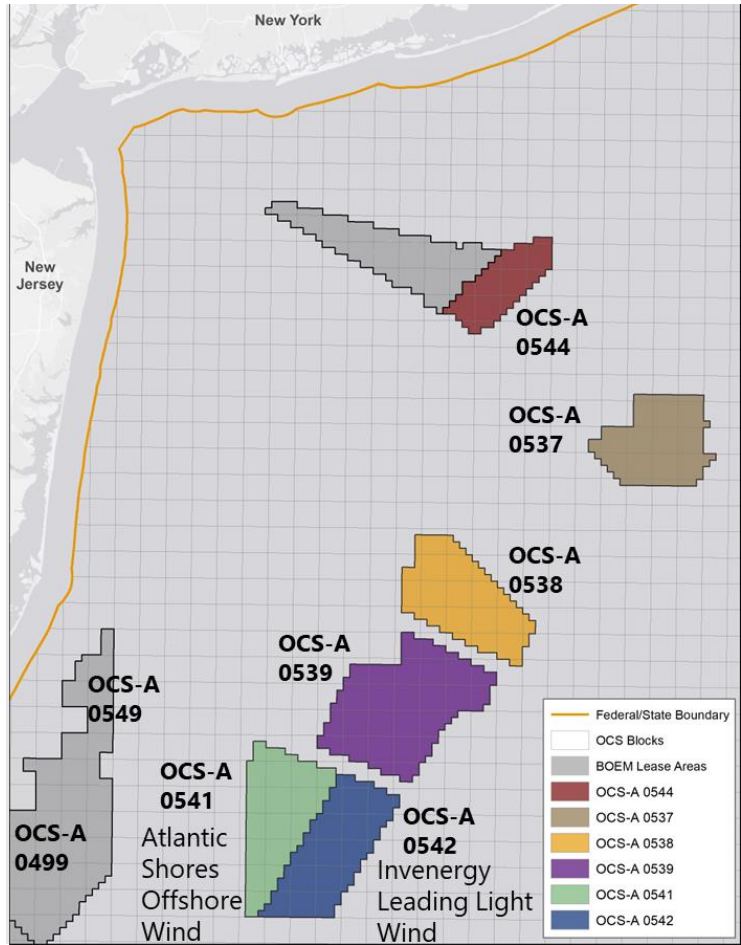 New York
New
Jersey
OCS-A
0544
OCS-A
0537
OCS-A
0538
OCS-A
0539
OCS-A
0549
OCS-A
0541
OCS-A
0499
Atlantic
Shores
Offshore
Wind
OCS-A
0542
Invenergy
Leading Light
Wind
Federal/State Boundary
OCS Blocks
BOEM Lease Areas
OCS-A 0544
OCS-A 0537
OCS-A 0538
OCS-A 0539
OCS-A 0541
OCS-A 0542